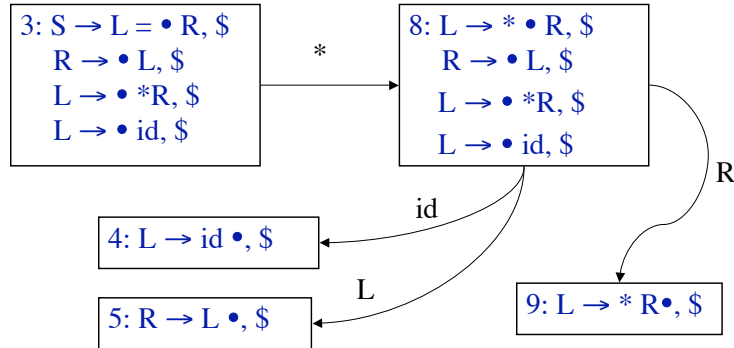 3: S → L = • R, $
R → • L, $
L → • *R, $
L → • id, $
*
8: L → * • R, $
R → • L, $
L → • *R, $
L → • id, $
R
id
4: L → id •, $
L
5: R → L •, $
9: L → * R•, $